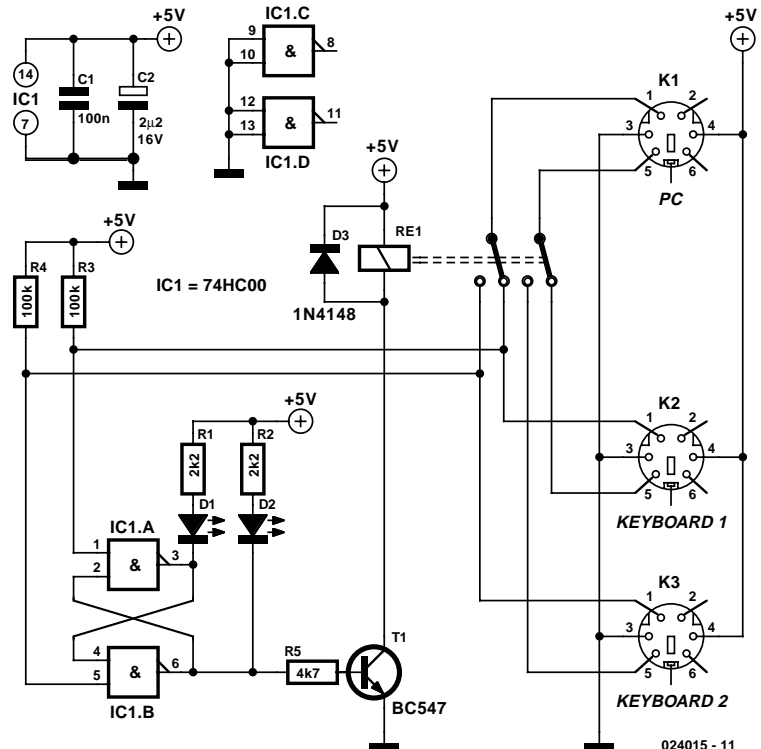 +5V
14
IC1
7
C1
100n
C2
2µ2
16V
IC1.C
9
10
&
8
12
13
&
11
IC1.D
+5V
K1
1
2
3
4
5
6
PC
+5V
D3
RE1
1N4148
+5V
R4
100k
R3
100k
IC1 = 74HC00
+5V
R1
2k2
R2
2k2
D1
D2
IC1.A
1
2
&
3
4
5
&
6
IC1.B
R5
4k7
T1
BC547
K2
1
2
3
4
5
6
KEYBOARD 1
K3
1
2
3
4
5
6
KEYBOARD 2
024015 - 11